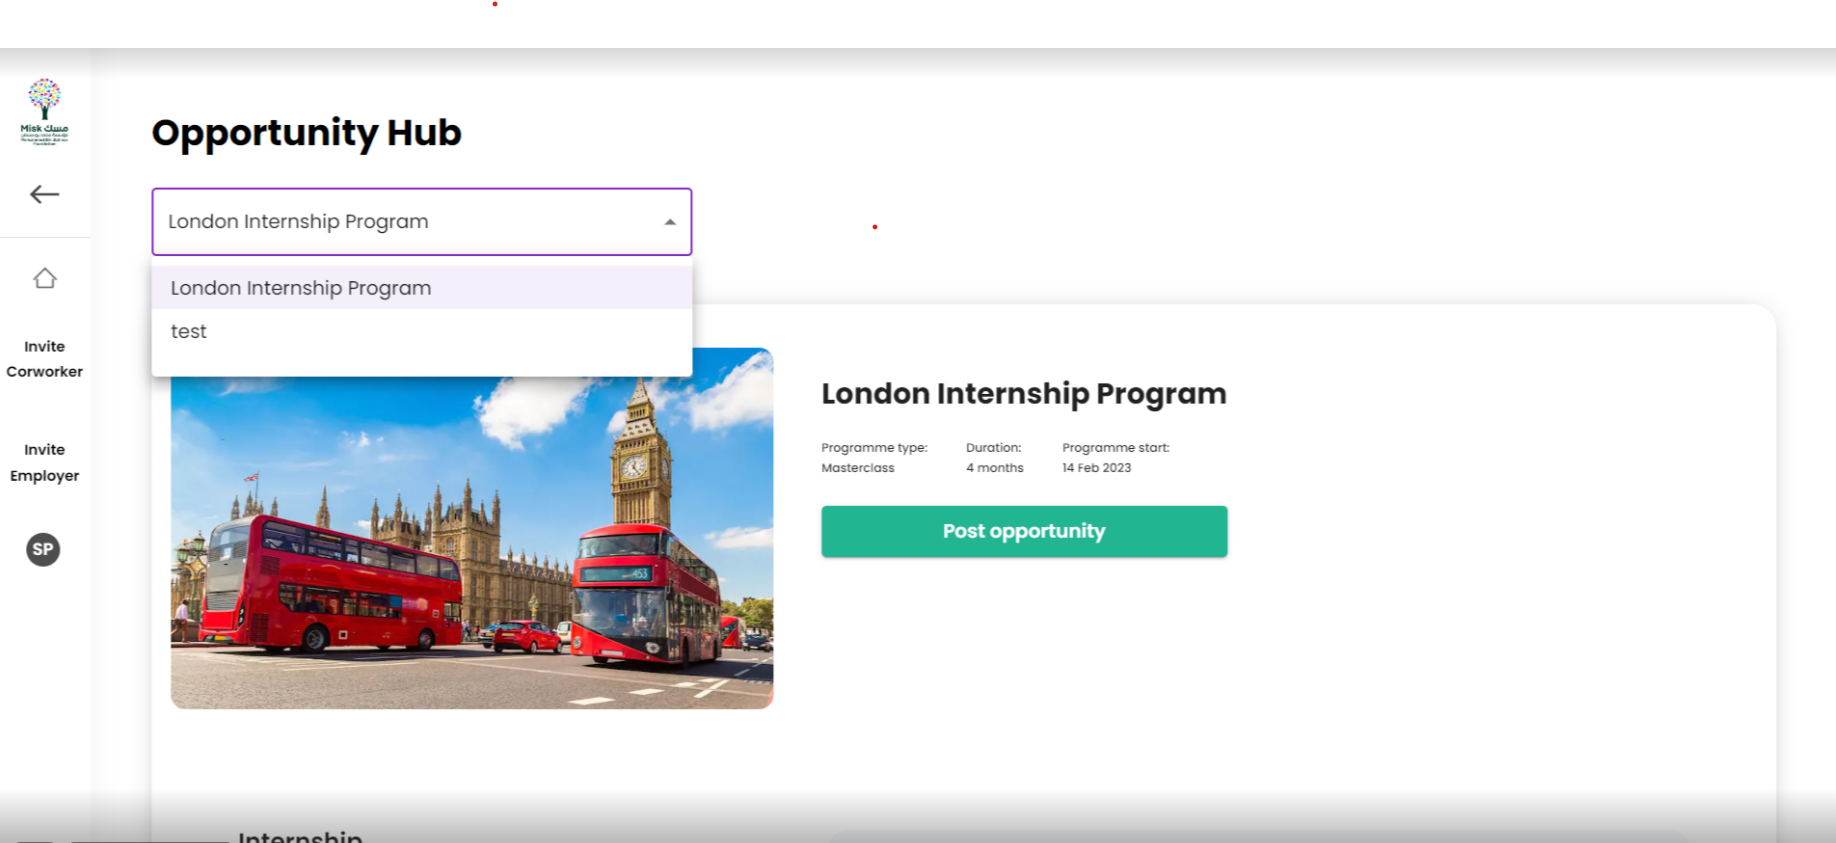 Misk مسك
Opportunity Hub
London Internship Program
London Internship Program
test
Invite
Corworker
Invite
Employer
SP
453
London Internship Program
Programme type:
Masterclass
Duration:
4 months
Programme start:
14 Feb 2023
Post opportunity
Internship